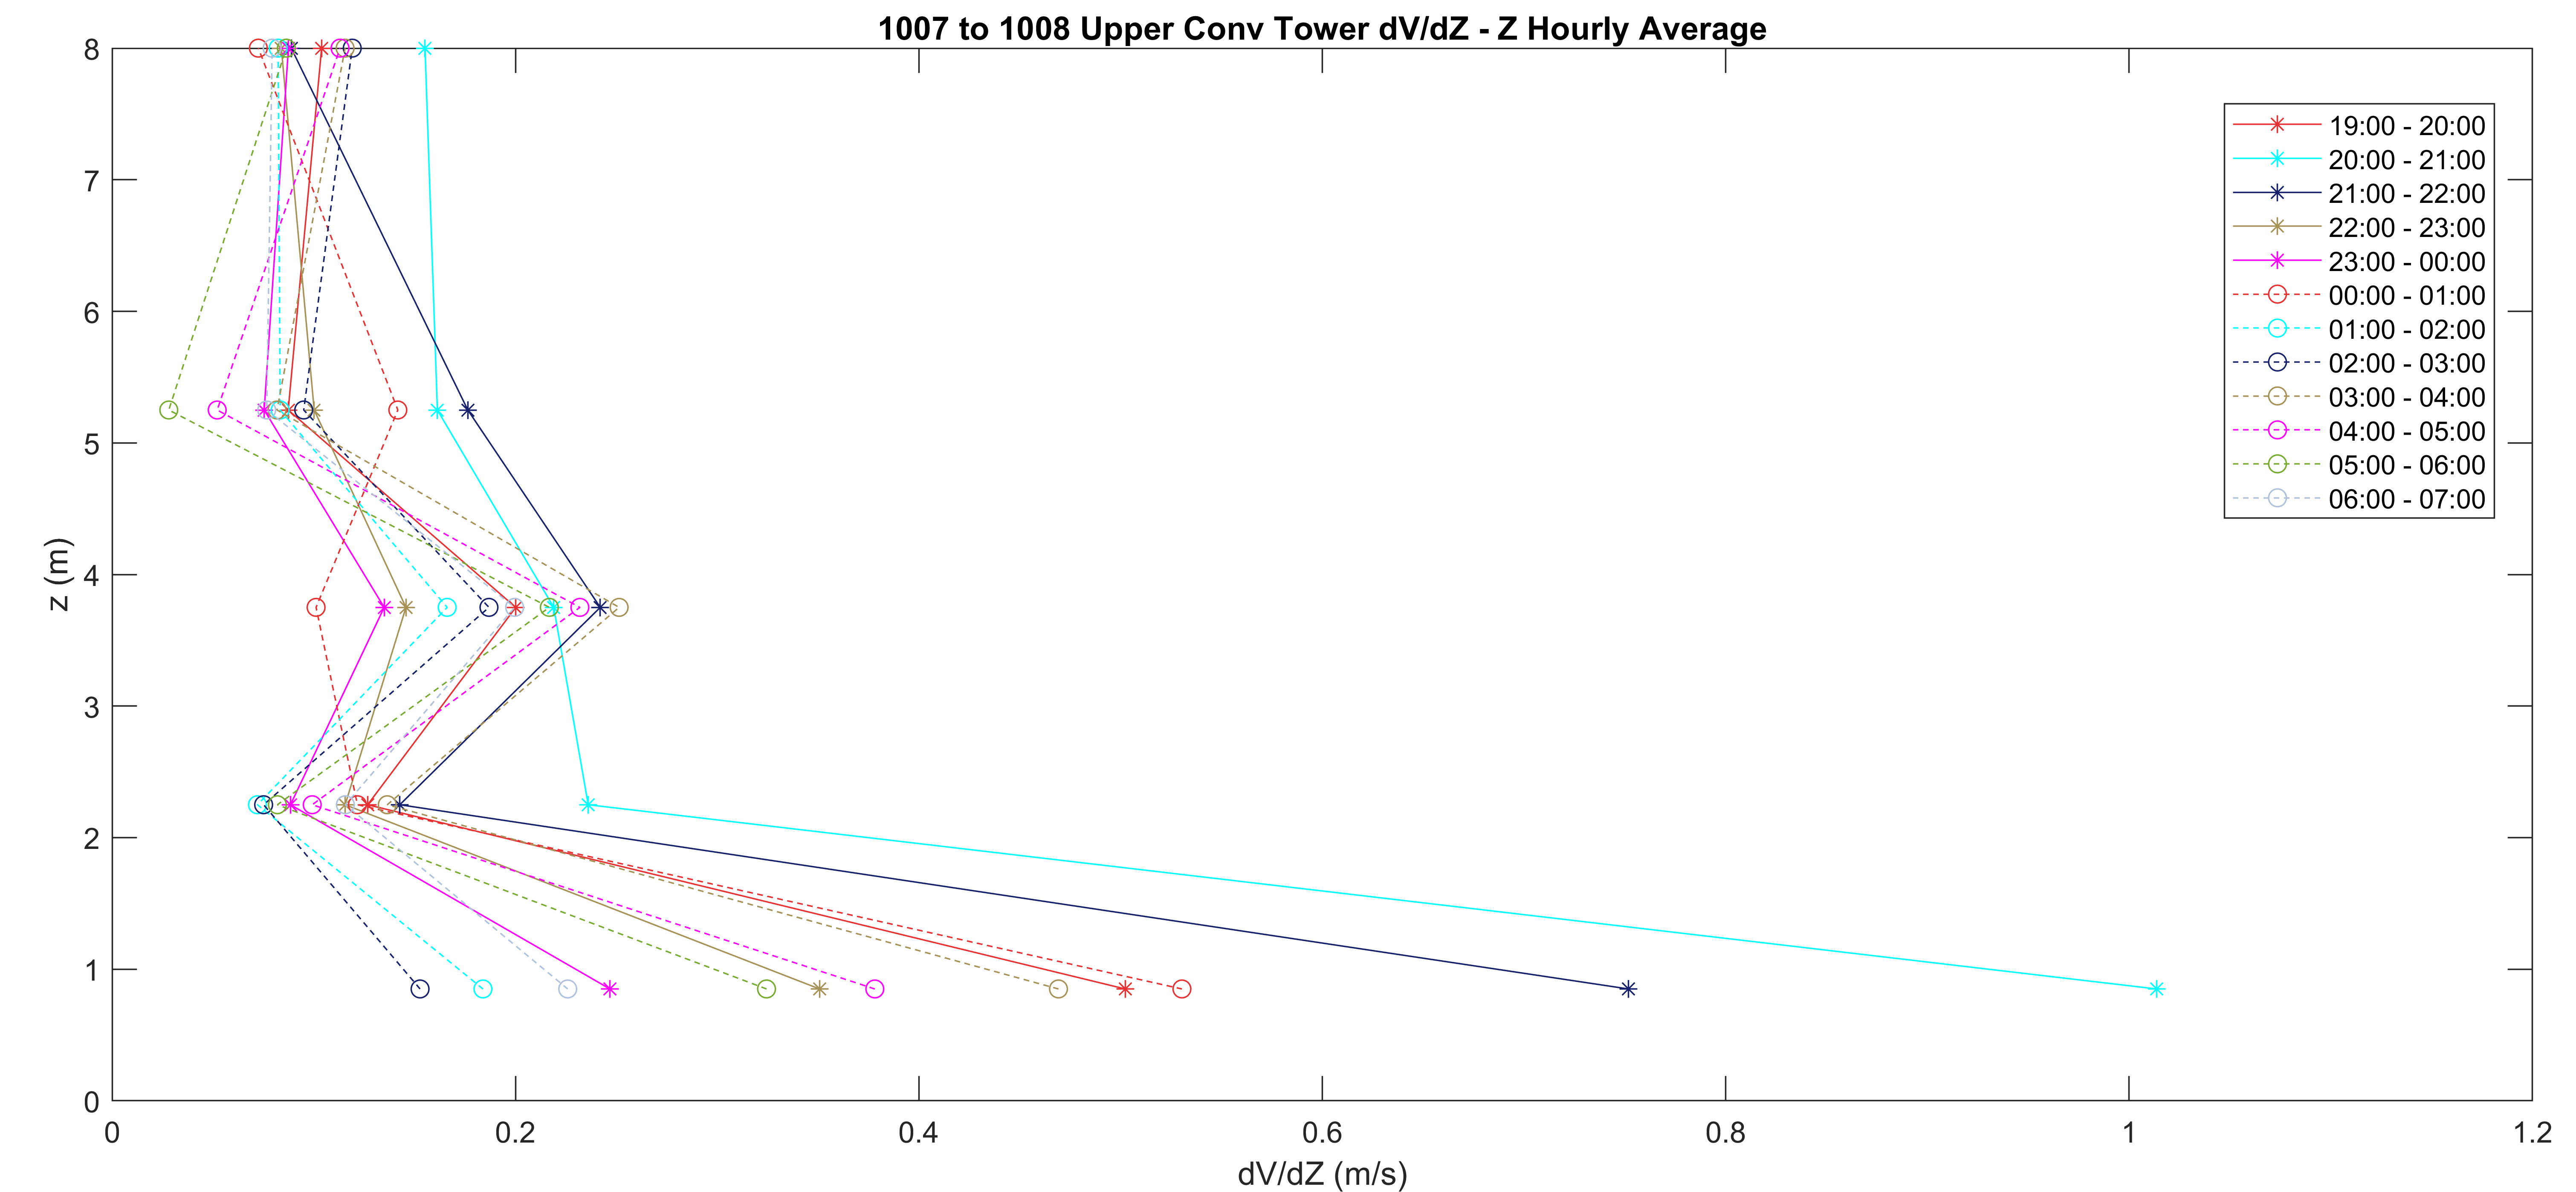 1007 to 1008 Upper Conv Tower dV/dZ - Z Hourly Average
8
7
6
5
4
3
2
1
0
z (m)
19:00 - 20:00
20:00 - 21:00
21:00 - 22:00
22:00 - 23:00
23:00 - 00:00
00:00 - 01:00
01:00 - 02:00
02:00 - 03:00
03:00 - 04:00
04:00 - 05:00
05:00 - 06:00
06:00 - 07:00
0 0.2 0.4 0.6 0.8 1 1.2
dV/dZ (m/s)